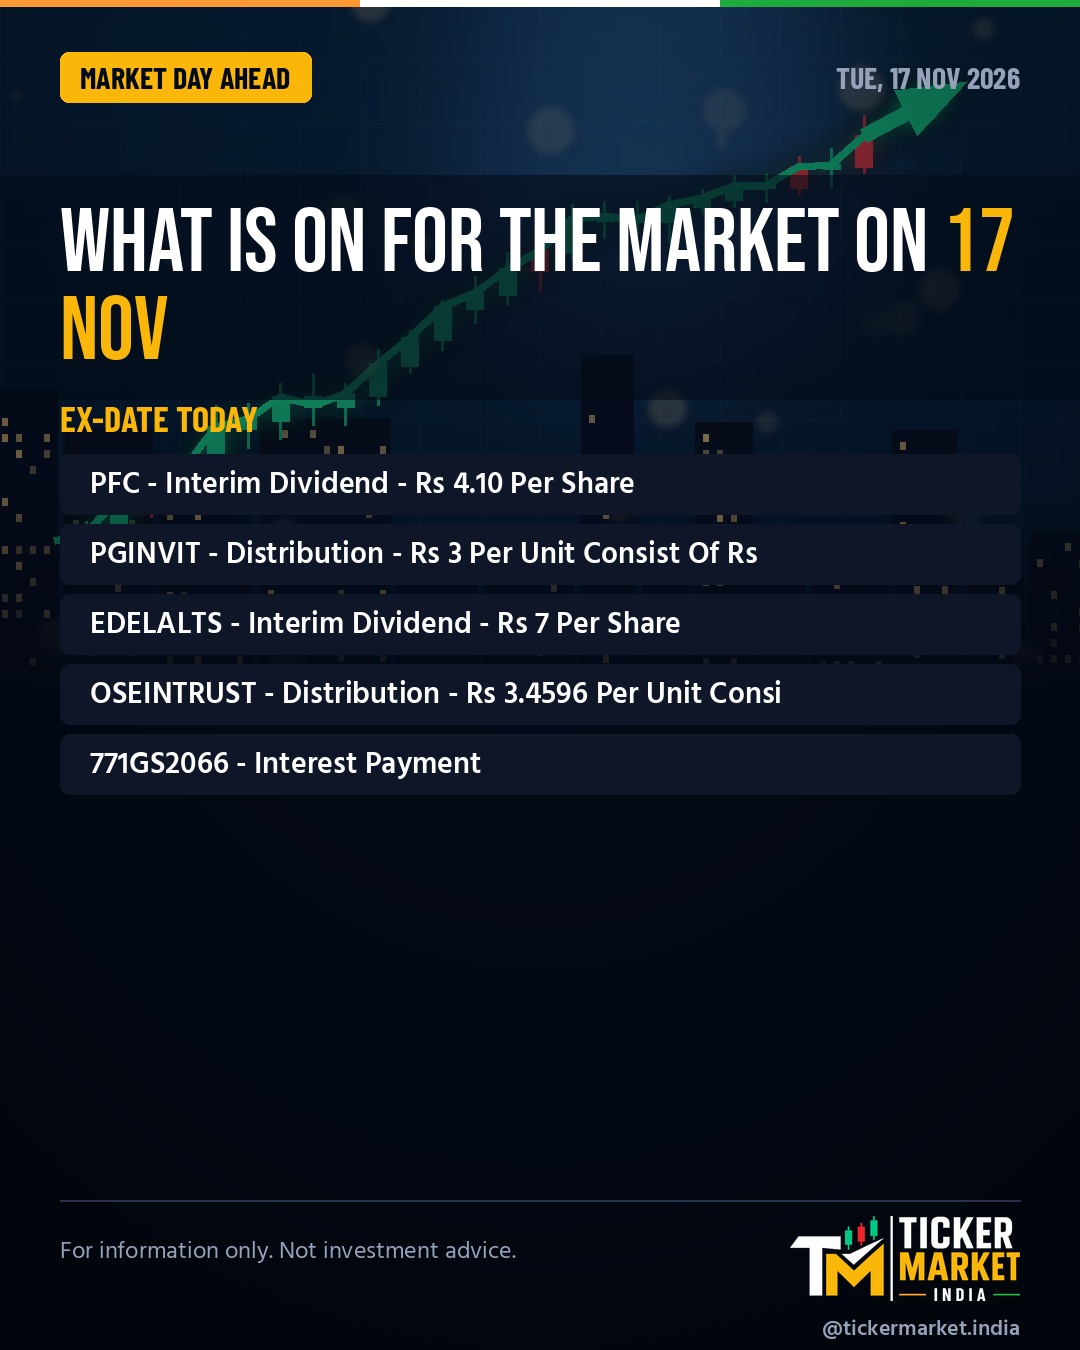 MARKET DAY AHEAD
TUE, 17 NOV 2026
WHAT IS ON FOR THE MARKET ON 17
NOV
EX-DATE TODAY
PFC - Interim Dividend - Rs 4.10 Per Share
PGINVIT - Distribution - Rs 3 Per Unit Consist Of Rs
EDELALTS - Interim Dividend - Rs 7 Per Share
OSEINTRUST - Distribution - Rs 3.4596 Per Unit Consi
771GS2066 - Interest Payment
For information only. Not investment advice.
TM
TICKER
MARKET
INDIA
@tickermarket.india